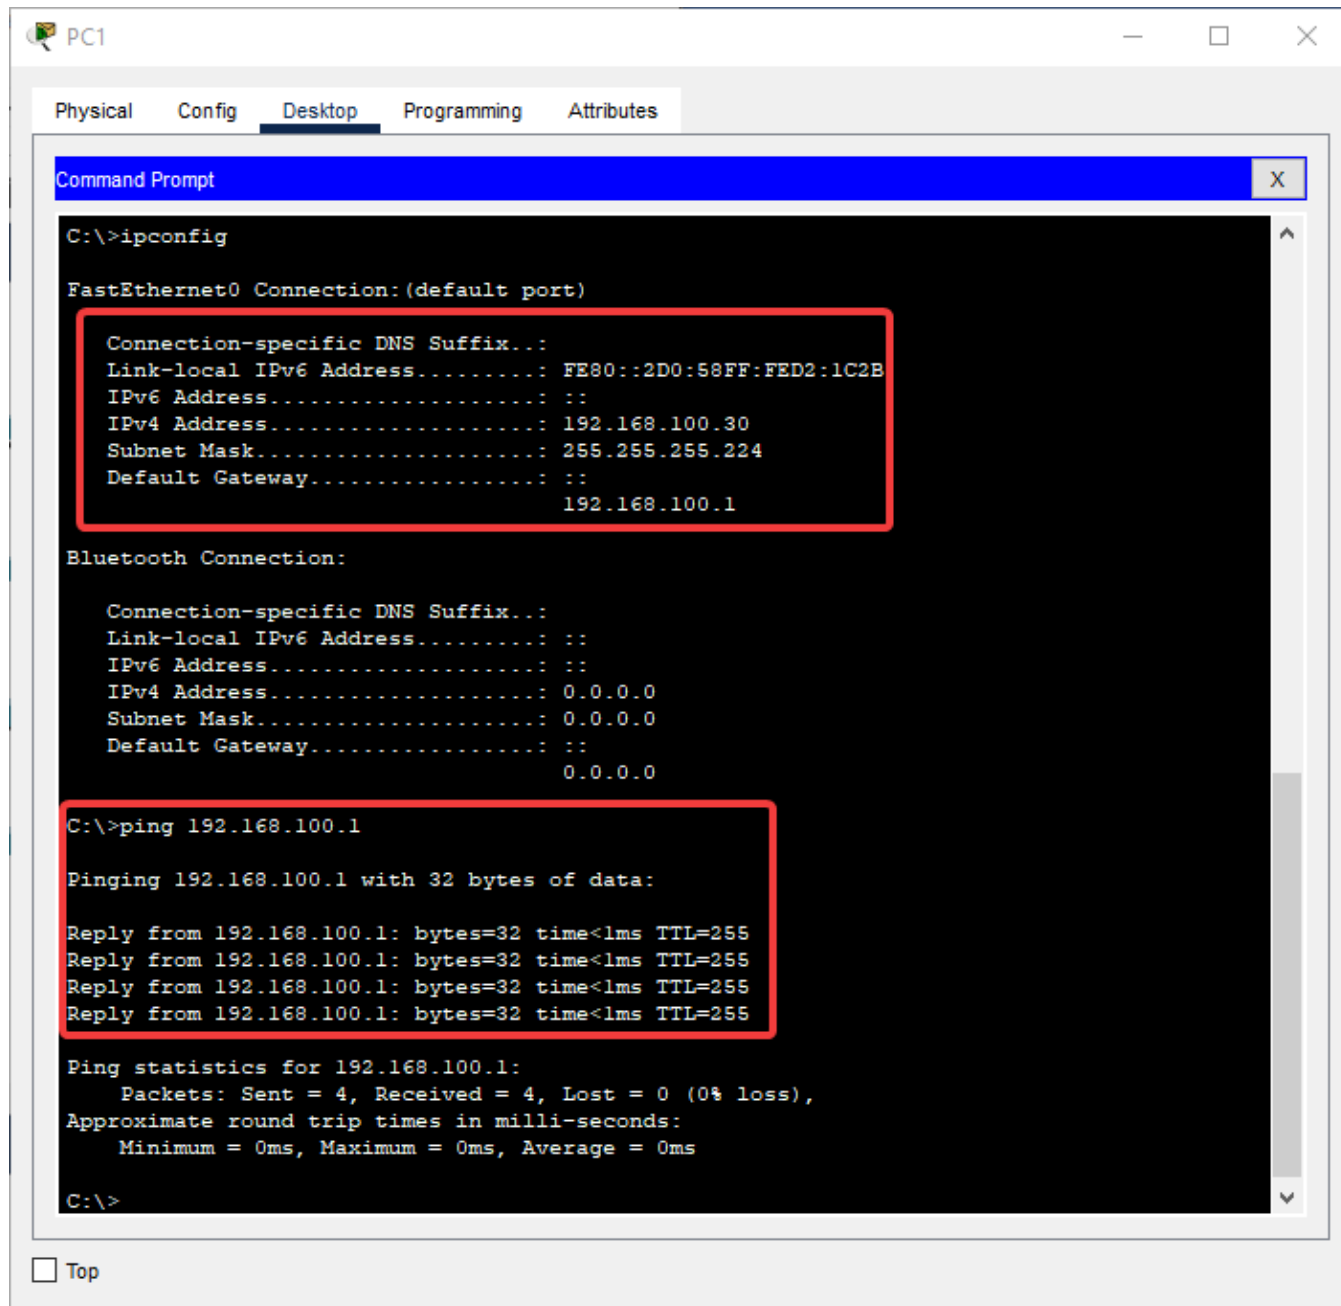 PC1
Physical Config Desktop Programming Attributes
Command Prompt X
C:\>ipconfig
FastEthernet0 Connection:(default port)
Connection-specific DNS Suffix..:
Link-local IPv6 Address.........: FE80::2D0:58FF:FED2:1C2B
IPv6 Address....................: ::
IPv4 Address....................: 192.168.100.30
Subnet Mask.....................: 255.255.255.224
Default Gateway.................: ::
192.168.100.1
Bluetooth Connection:
Connection-specific DNS Suffix..:
Link-local IPv6 Address.........: ::
IPv6 Address....................: ::
IPv4 Address....................: 0.0.0.0
Subnet Mask.....................: 0.0.0.0
Default Gateway.................: ::
0.0.0.0
C:\>ping 192.168.100.1
Pinging 192.168.100.1 with 32 bytes of data:
Reply from 192.168.100.1: bytes=32 time<1ms TTL=255
Reply from 192.168.100.1: bytes=32 time<1ms TTL=255
Reply from 192.168.100.1: bytes=32 time<1ms TTL=255
Reply from 192.168.100.1: bytes=32 time<1ms TTL=255
Ping statistics for 192.168.100.1:
Packets: Sent = 4, Received = 4, Lost = 0 (0% loss),
Approximate round trip times in milli-seconds:
Minimum = 0ms, Maximum = 0ms, Average = 0ms
C:\>
Top